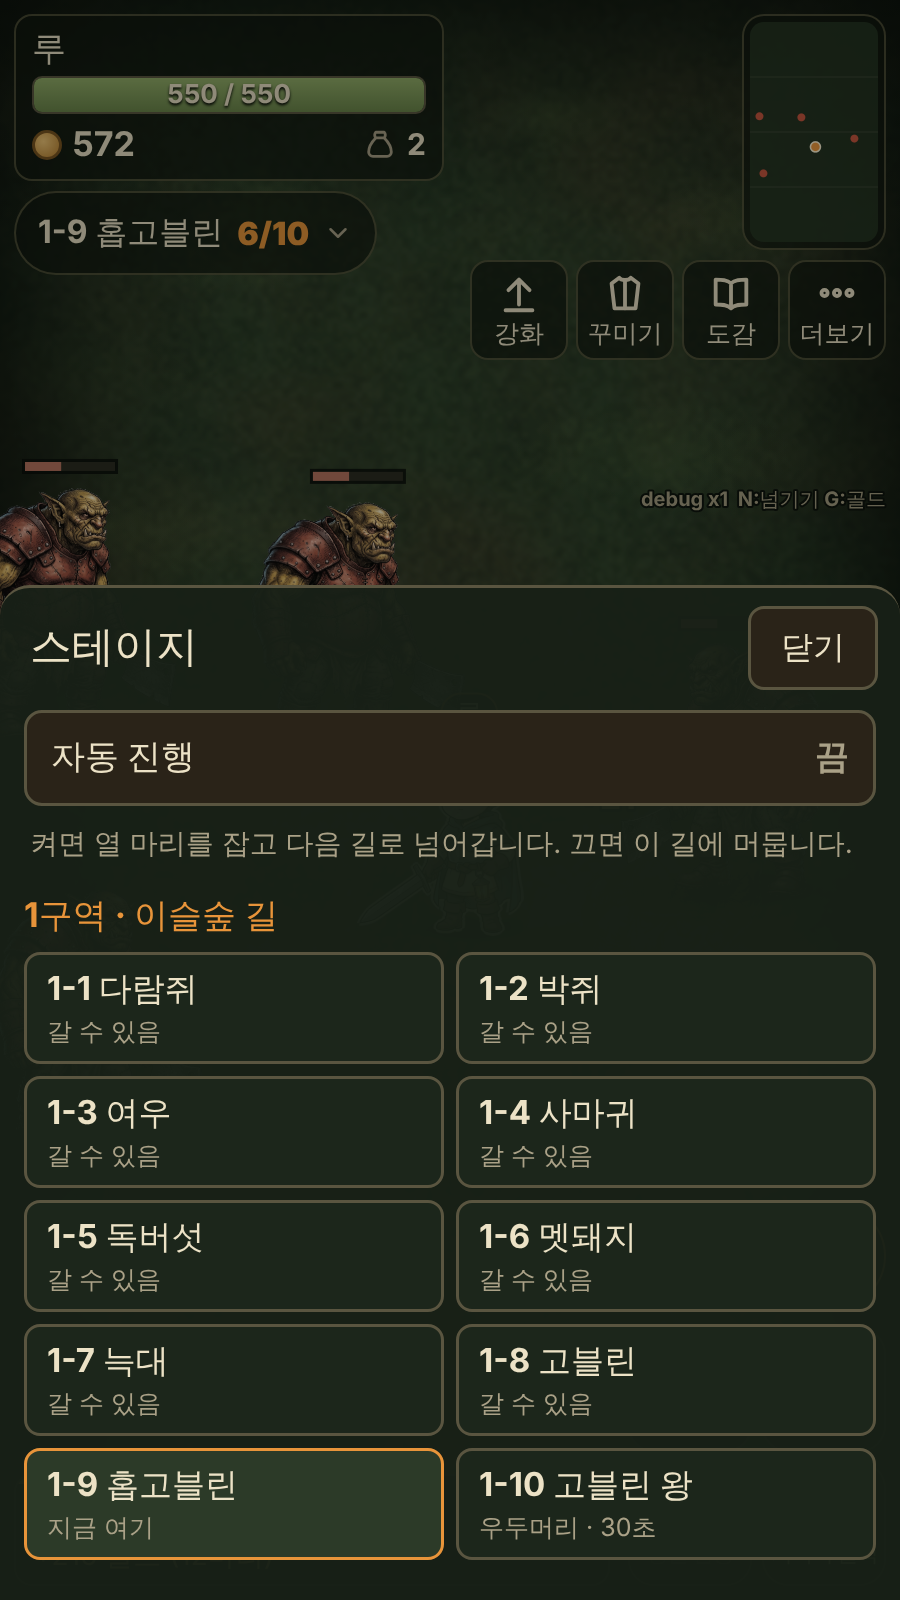 루
550 / 550
572
2
1-9 홉고블린 6/10
강화
꾸미기
도감
더보기
debug x1 N:넘기기 G:골드
스테이지
닫기
자동 진행
끔
켜면 열 마리를 잡고 다음 길로 넘어갑니다. 끄면 이 길에 머뭅니다.
1구역 · 이슬숲 길
1-1 다람쥐
갈 수 있음
1-2 박쥐
갈 수 있음
1-3 여우
갈 수 있음
1-4 사마귀
갈 수 있음
1-5 독버섯
갈 수 있음
1-6 멧돼지
갈 수 있음
1-7 늑대
갈 수 있음
1-8 고블린
갈 수 있음
1-9 홉고블린
지금 여기
1-10 고블린 왕
우두머리 · 30초